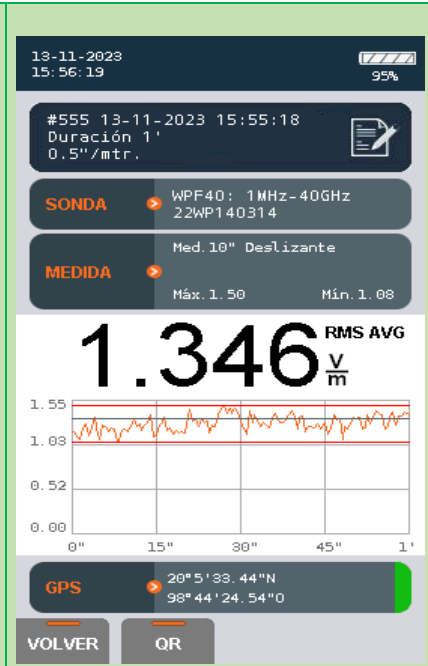 13-11-2023
15:56:19
95%
#555 13-11-2023 15:55:18
Duración 1'
0.5"/mtr.
SONDA
WPF40: 1MHz-40GHz
22WP140314
MEDIDA
Med.10" Deslizante
Máx.1.50 Mín.1.08
1.346 RMS AVG
V/m
1.55
1.03
0.52
0.00
0" 15" 30" 45" 1'
GPS
20°5'33.44"N
98°44'24.54"O
VOLVER QR